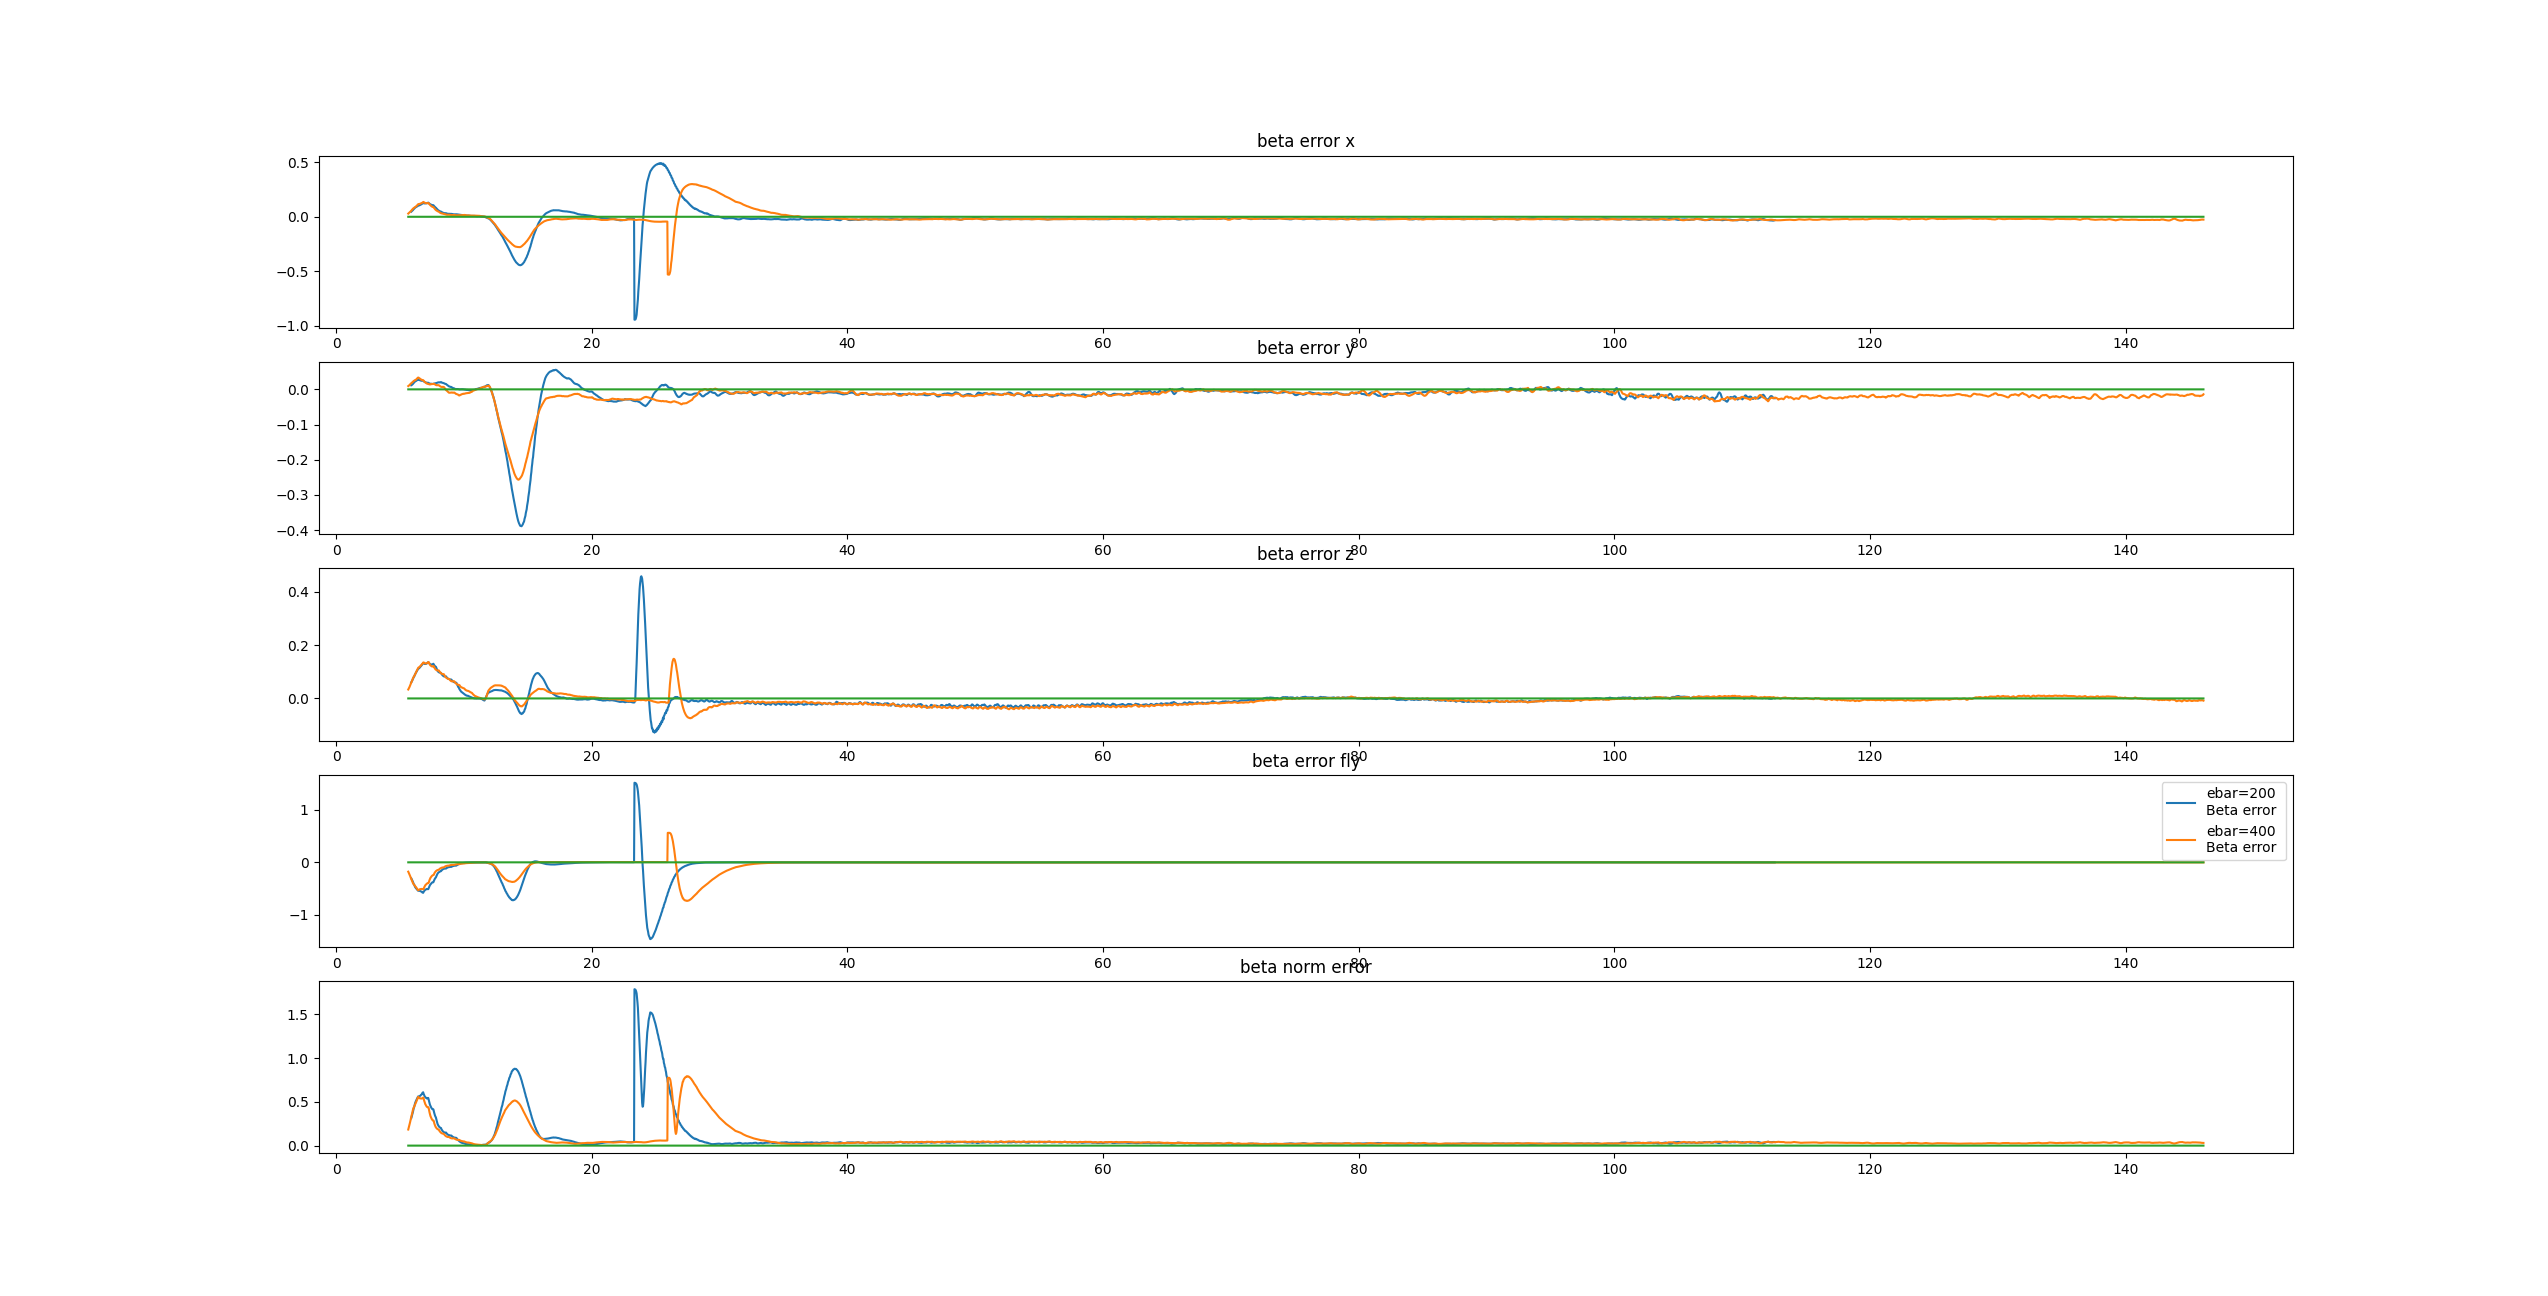 beta error x
0.5
0.0
−0.5
−1.0
0 20 40 60 80 100 120 140
beta error y
0.0
−0.1
−0.2
−0.3
−0.4
0 20 40 60 80 100 120 140
beta error z
0.4
0.2
0.0
0 20 40 60 80 100 120 140
beta error fly
1
0
−1
ebar=200
Beta error
ebar=400
Beta error
0 20 40 60 80 100 120 140
beta norm error
1.5
1.0
0.5
0.0
0 20 40 60 80 100 120 140